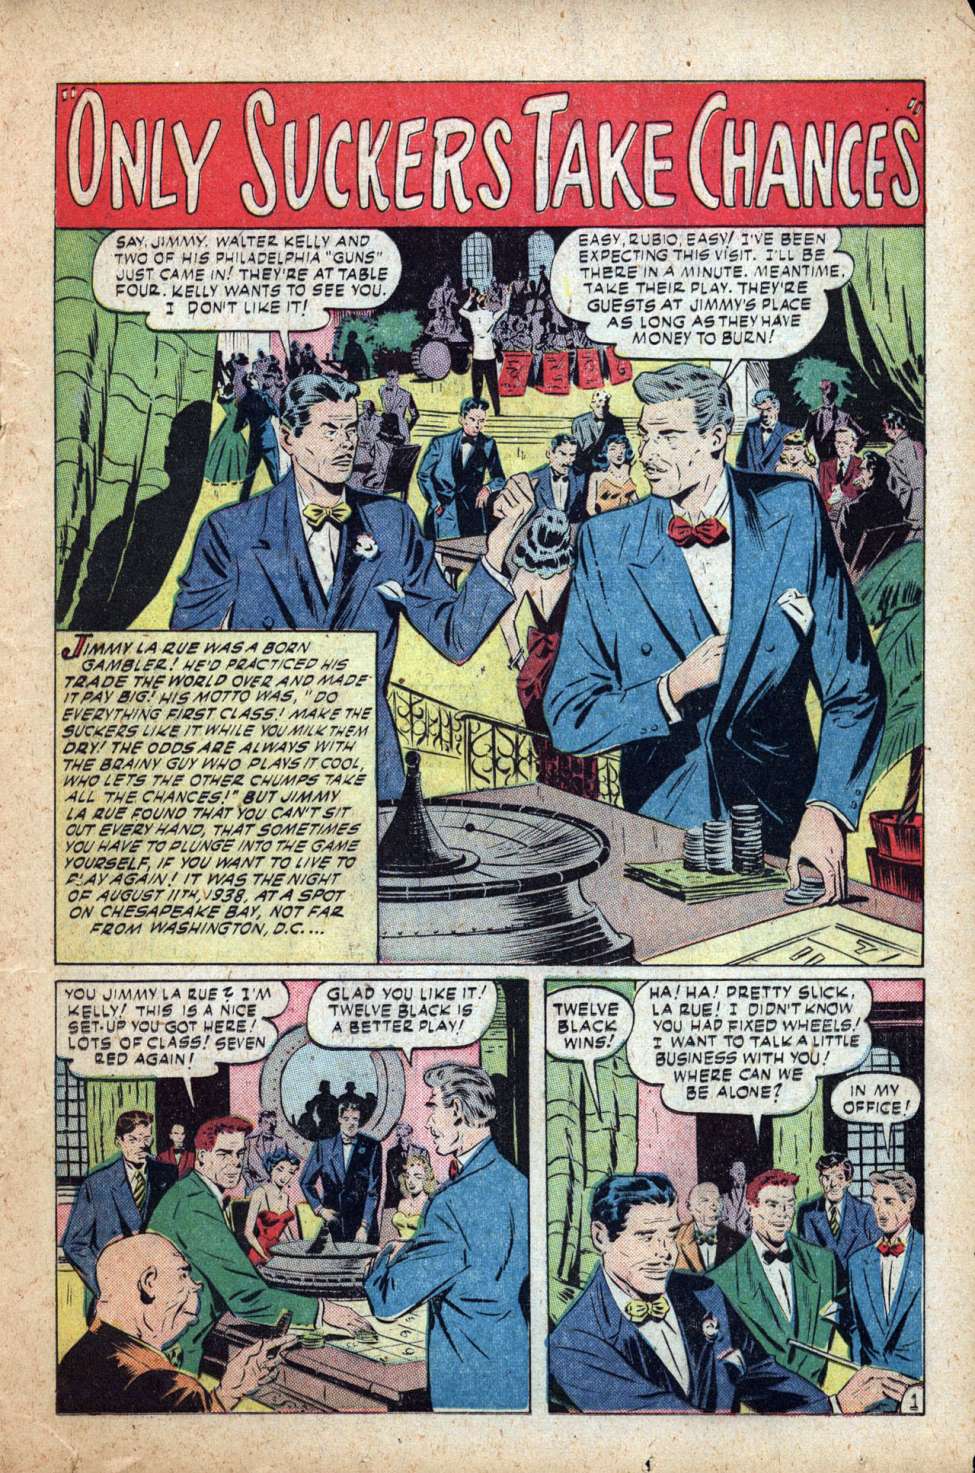 "ONLY SUCKERS TAKE CHANCES"
SAY, JIMMY, WALTER KELLY AND
TWO OF HIS PHILADELPHIA "GUNS"
JUST CAME IN! THEY'RE AT TABLE
FOUR. KELLY WANTS TO SEE YOU.
I DON'T LIKE IT!
EASY, RUBIO, EASY! I'VE BEEN
EXPECTING THIS VISIT. I'LL BE
THERE IN A MINUTE. MEANTIME,
TAKE THEIR PLAY. THEY'RE
GUESTS AT JIMMY'S PLACE
AS LONG AS THEY HAVE
MONEY TO BURN!
JIMMY LA RUE WAS A BORN
GAMBLER! HE'D PRACTICED HIS
TRADE THE WORLD OVER AND MADE
IT PAY BIG! HIS MOTTO WAS, "DO
EVERYTHING FIRST CLASS! MAKE THE
SUCKERS LIKE IT WHILE YOU MILK THEM
DRY! THE ODDS ARE ALWAYS WITH
THE BRAINY GUY WHO PLAYS IT COOL,
WHO LETS THE OTHER CHUMPS TAKE
ALL THE CHANCES!" BUT JIMMY
LA RUE FOUND THAT YOU CAN'T SIT
OUT EVERY HAND, THAT SOMETIMES
YOU HAVE TO PLUNGE INTO THE GAME
YOURSELF, IF YOU WANT TO LIVE TO
PLAY AGAIN! IT WAS THE NIGHT
OF AUGUST 11TH, 1938, AT A SPOT
ON CHESAPEAKE BAY, NOT FAR
FROM WASHINGTON, D.C....
YOU JIMMY LA RUE? I'M
KELLY! THIS IS A NICE
SET-UP YOU GOT HERE!
LOTS OF CLASS! SEVEN
RED AGAIN!
GLAD YOU LIKE IT!
TWELVE BLACK IS
A BETTER PLAY!
TWELVE
BLACK
WINS!
HA! HA! PRETTY SLICK,
LA RUE! I DIDN'T KNOW
YOU HAD FIXED WHEELS!
I WANT TO TALK A LITTLE
BUSINESS WITH YOU!
WHERE CAN WE
BE ALONE?
IN MY
OFFICE!
1